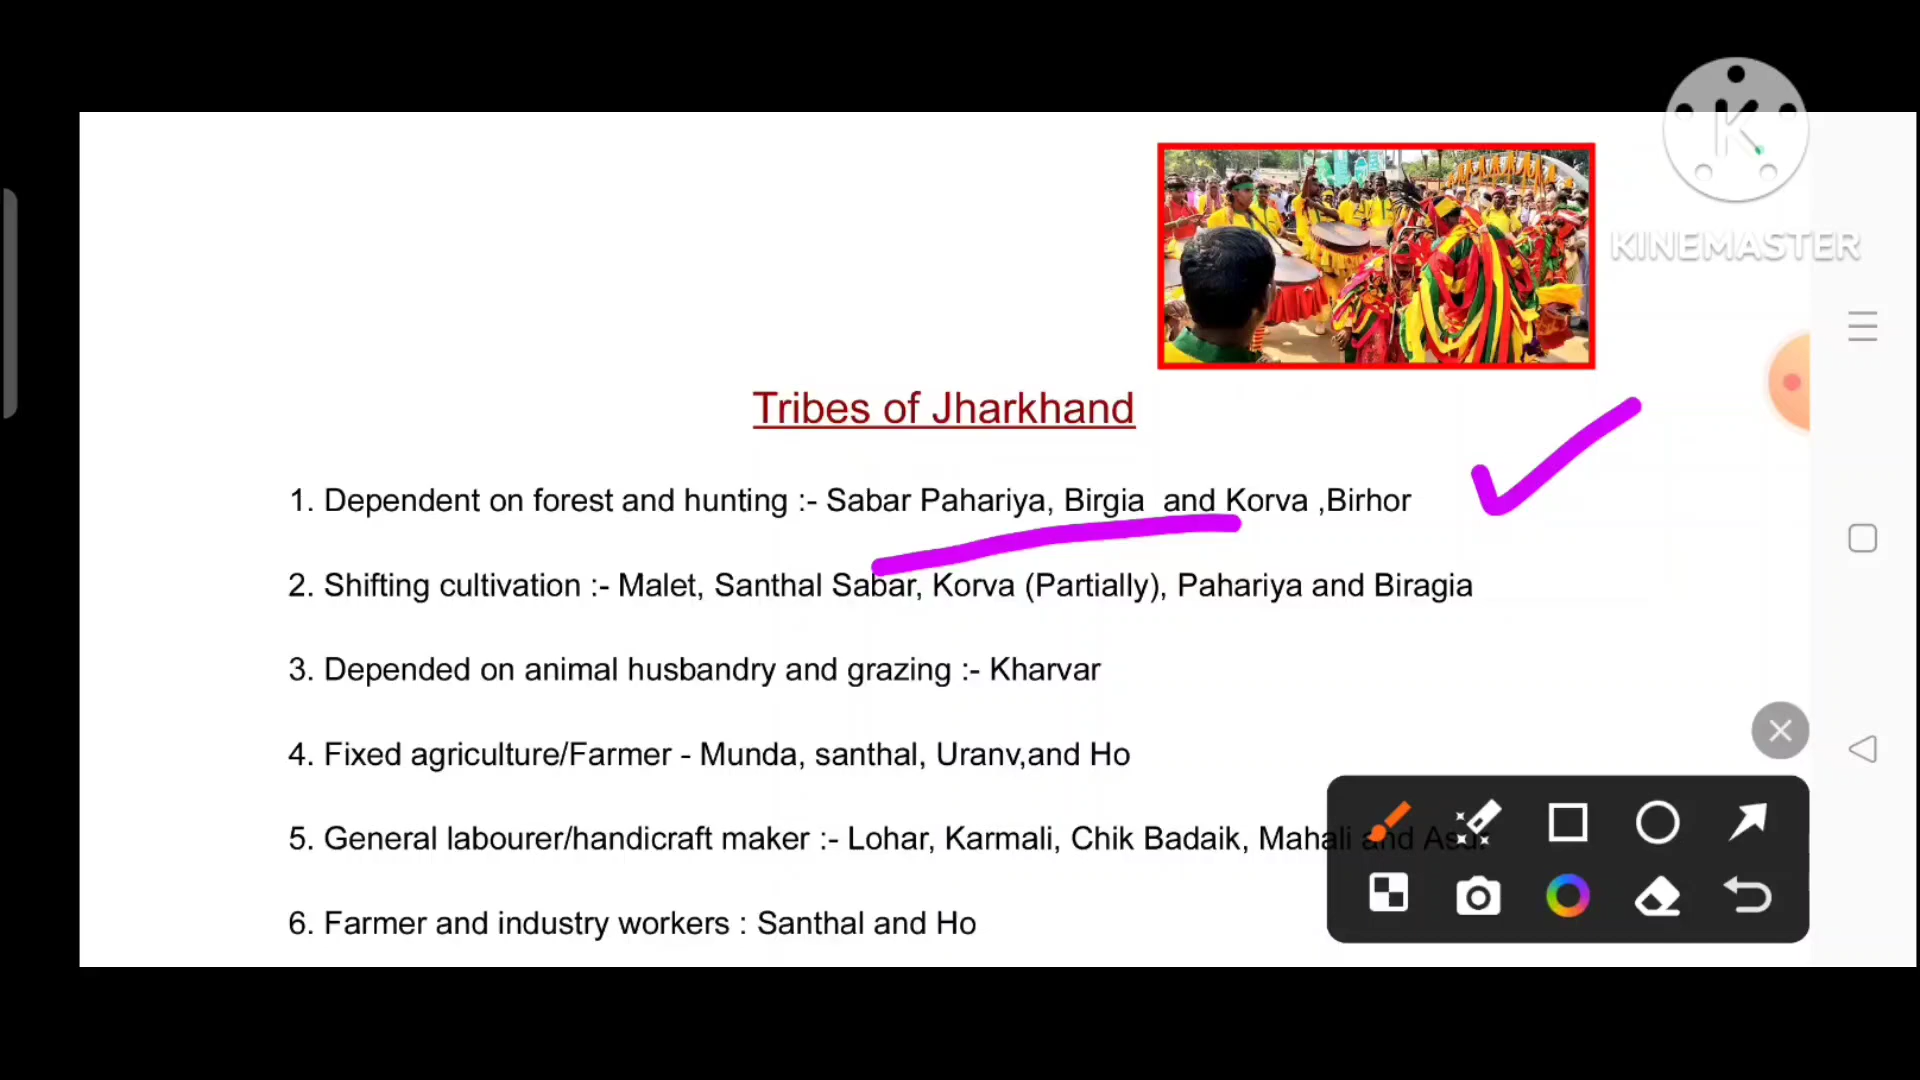 KINEMASTER
Tribes of Jharkhand
1. Dependent on forest and hunting :- Sabar Pahariya, Birgia and Korva ,Birhor
2. Shifting cultivation :- Malet, Santhal Sabar, Korva (Partially), Pahariya and Biragia
3. Depended on animal husbandry and grazing :- Kharvar
4. Fixed agriculture/Farmer - Munda, santhal, Uranv,and Ho
5. General labourer/handicraft maker :- Lohar, Karmali, Chik Badaik, Mahali and Asur
6. Farmer and industry workers : Santhal and Ho